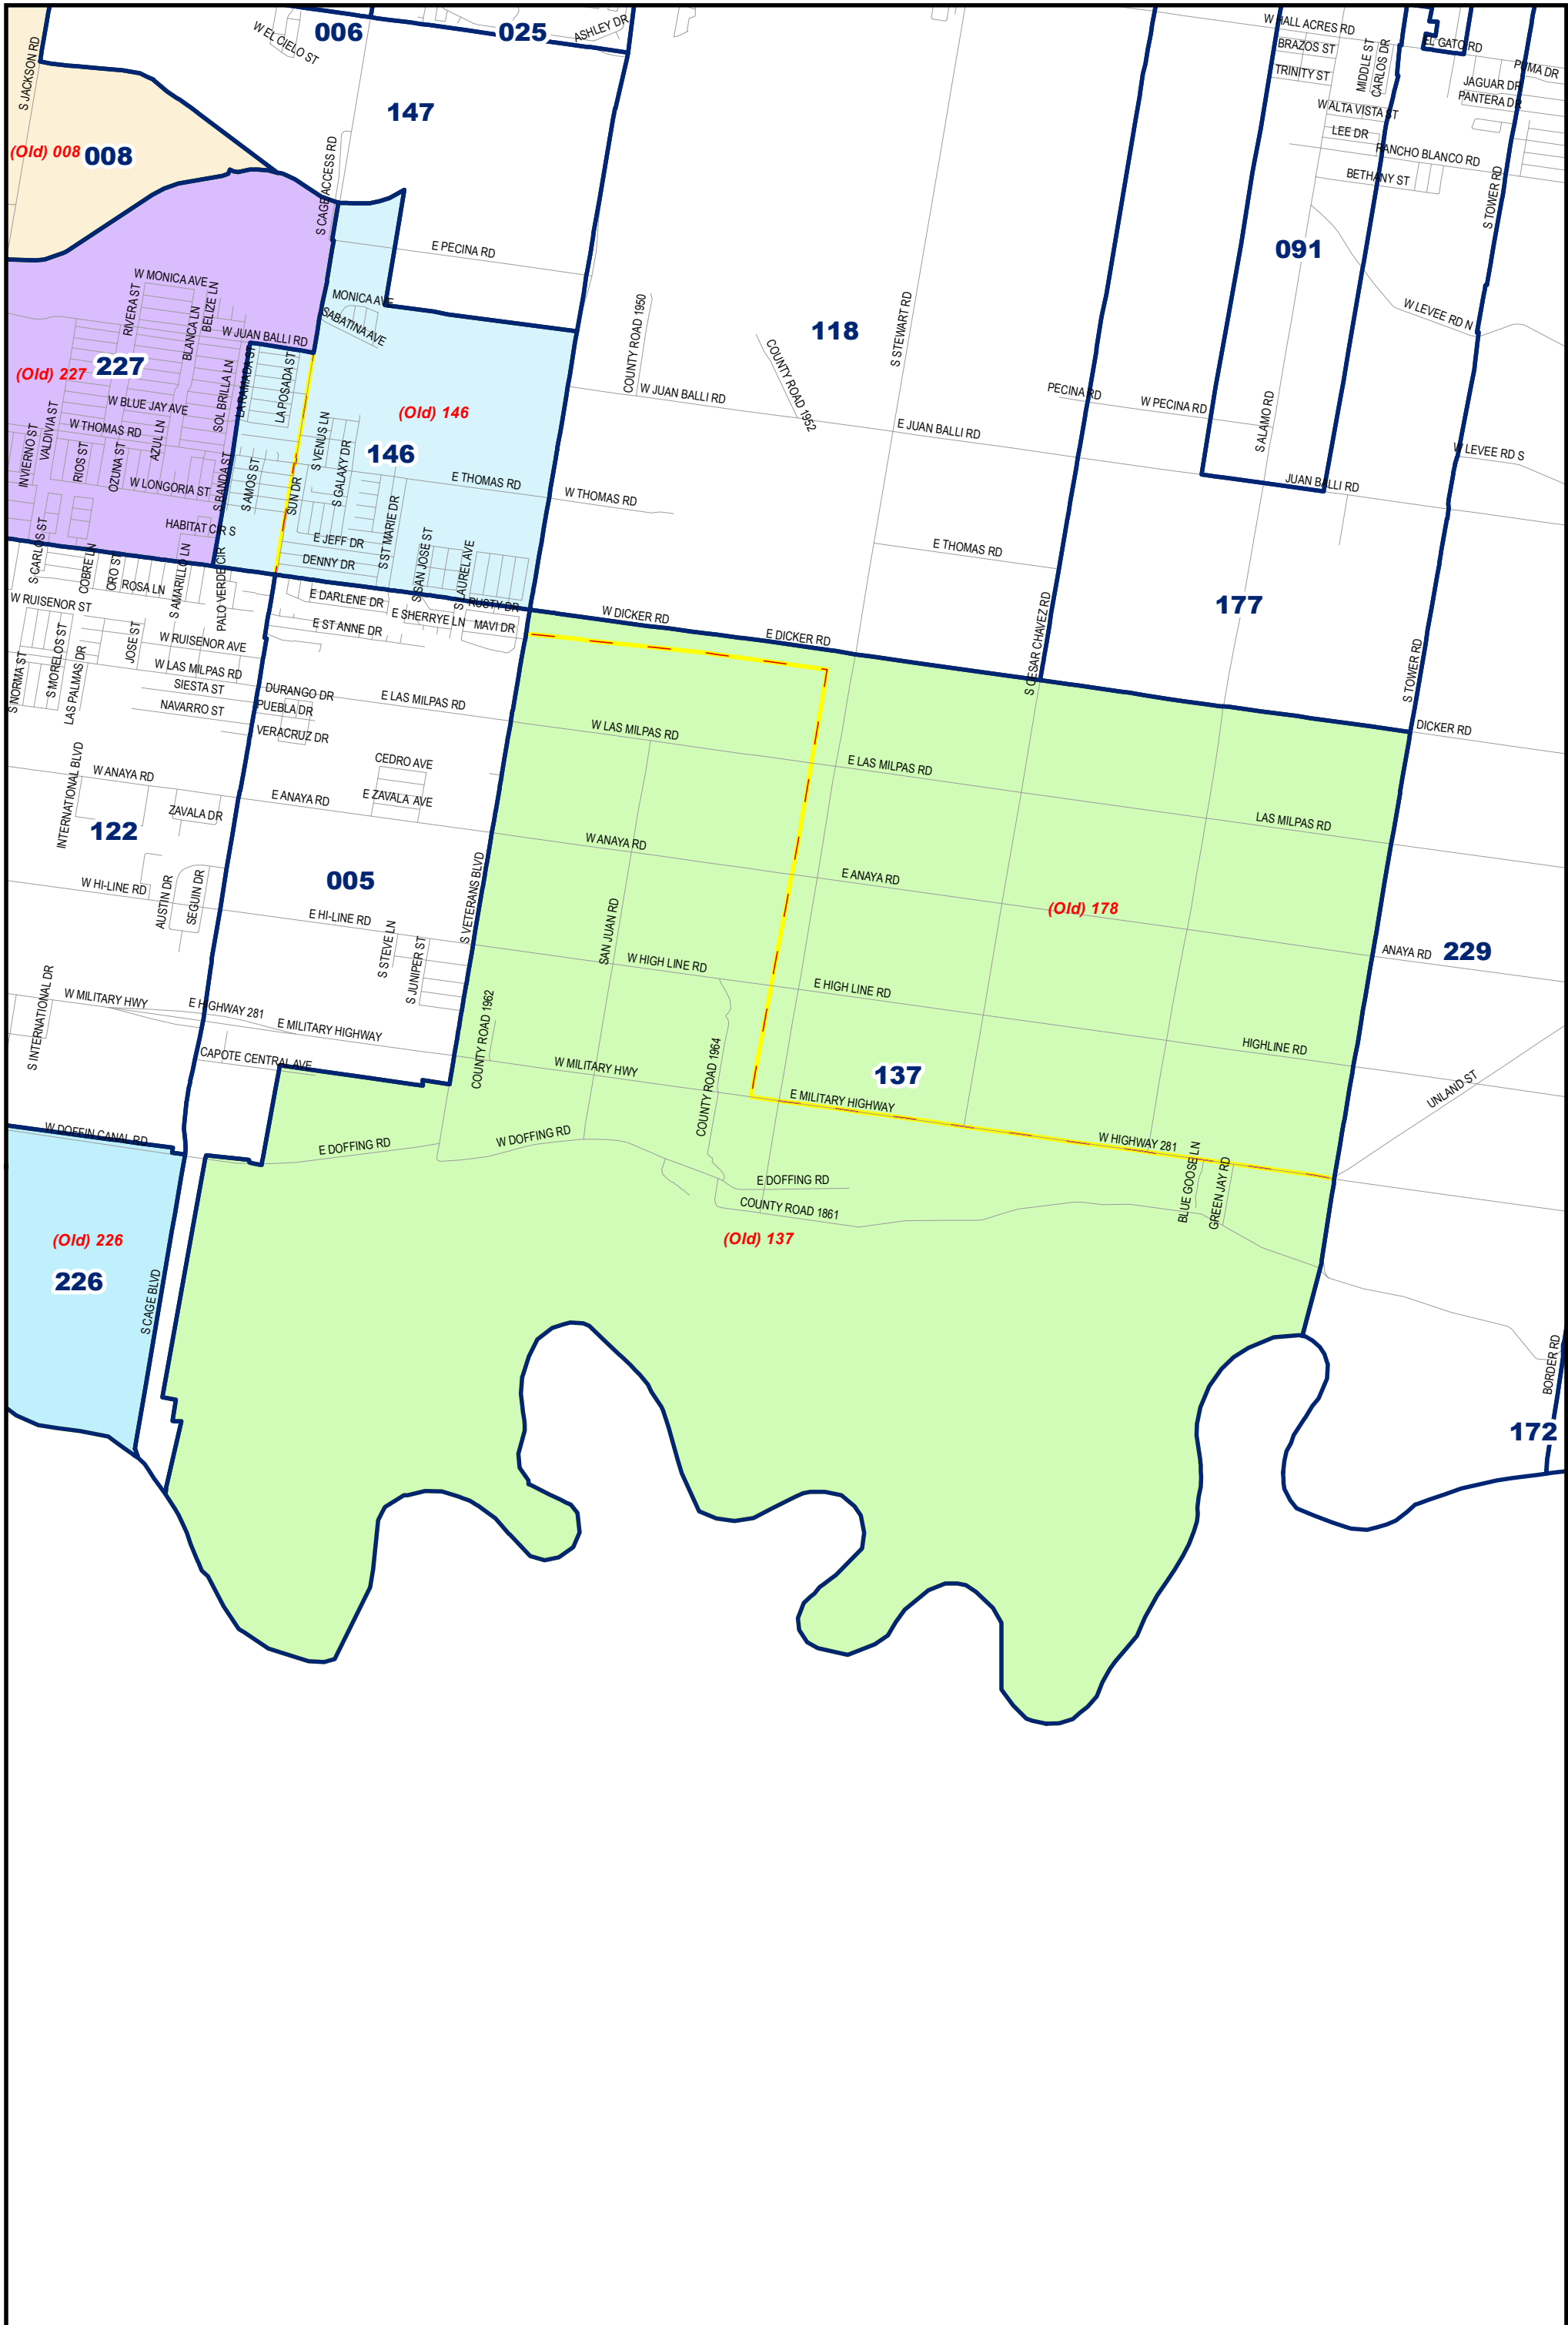 W HALL ACRES RD
006
025
ASHLEY DR
W EL CIELO ST
BRAZOS ST
MIDDLE ST
CARLOS DR
EL GATO RD
PUMA DR
S JACKSON RD
TRINITY ST
JAGUAR DR
PANTERA DR
147
W ALTA VISTA ST
LEE DR
(Old) 008
008
RANCHO BLANCO RD
BETHANY ST
S CAGE ACCESS RD
S TOWER RD
E PECINA RD
091
W MONICA AVE
BELIZE LN
RIVERA ST
BLANCA LN
MONICA AVE
SABATINA AVE
W LEVEE RD N
W JUAN BALLI RD
COUNTY ROAD 1950
118
S STEWART RD
COUNTY ROAD 1952
(Old) 227
227
SOL BRILLA LN
LA RAMADA ST
LA POSADA ST
W JUAN BALLI RD
PECINA RD
W PECINA RD
S ALAMO RD
W BLUE JAY AVE
(Old) 146
E JUAN BALLI RD
VALDIVIA ST
INVIERNO ST
W THOMAS RD
AZUL LN
RIOS ST
OZUNA ST
S VENUS LN
S GALAXY DR
146
W LEVEE RD S
E THOMAS RD
W THOMAS RD
JUAN BALLI RD
W LONGORIA ST
S BANDA ST
S AMOS ST
SUN DR
HABITAT CIR S
E JEFF DR
DENNY DR
S ST MARIE DR
S SAN JOSE ST
S LAUREL AVE
E THOMAS RD
S CARLOS ST
COBRE LN
ORO ST
ROSA LN
S AMARILLO LN
PALO VERDE CIR
E DARLENE DR
RUSTY DR
W RUISENOR ST
E SHERRYE LN
MAVI DR
W DICKER RD
E DICKER RD
177
E ST ANNE DR
S CESAR CHAVEZ RD
S NORMA ST
S MORELOS ST
LAS PALMAS DR
JOSE ST
W RUISENOR AVE
W LAS MILPAS RD
SIESTA ST
NAVARRO ST
DURANGO DR
PUEBLA DR
VERACRUZ DR
E LAS MILPAS RD
S TOWER RD
DICKER RD
W LAS MILPAS RD
E LAS MILPAS RD
INTERNATIONAL BLVD
W ANAYA RD
CEDRO AVE
E ANAYA RD
E ZAVALA AVE
ZAVALA DR
LAS MILPAS RD
122
W ANAYA RD
E ANAYA RD
005
S VETERANS BLVD
(Old) 178
W HI-LINE RD
AUSTIN DR
SEGUIN DR
E HI-LINE RD
S STEVE LN
S JUNIPER ST
SAN JUAN RD
ANAYA RD
229
W HIGH LINE RD
E HIGH LINE RD
S INTERNATIONAL DR
W MILITARY HWY
E HIGHWAY 281
E MILITARY HIGHWAY
COUNTY ROAD 1962
HIGHLINE RD
CAPOTE CENTRAL AVE
W MILITARY HWY
COUNTY ROAD 1964
137
UNLAND ST
E MILITARY HIGHWAY
W DOFFIN CANAL RD
E DOFFING RD
W DOFFING RD
W HIGHWAY 281
BLUE GOOSE LN
GREEN JAY RD
E DOFFING RD
COUNTY ROAD 1861
(Old) 226
(Old) 137
226
S CAGE BLVD
BORDER RD
172